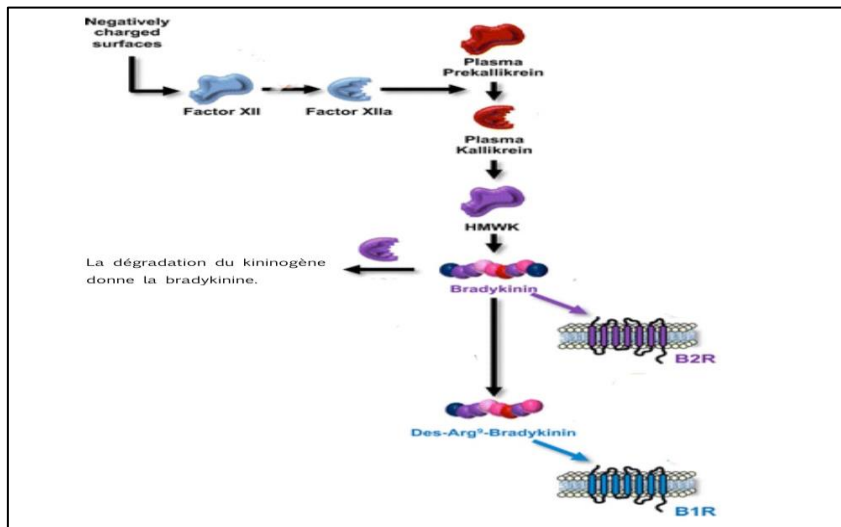 Negatively
charged
surfaces
Factor XII
Factor XIIa
Plasma
Prekallikrein
Plasma
Kallikrein
HMWK
La dégradation du kininogène
donne la bradykinine.
Bradykinin
B2R
Des-Arg⁹-Bradykinin
B1R